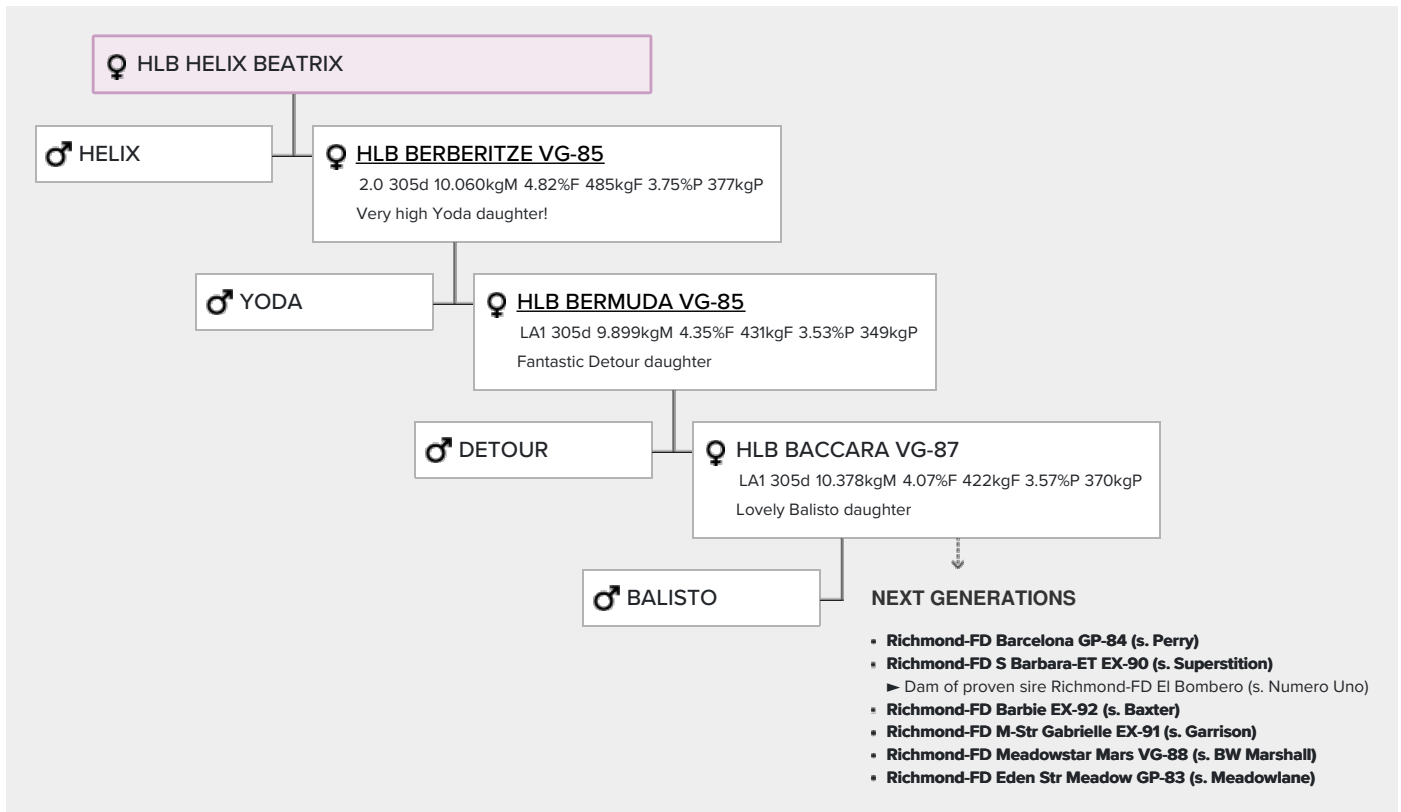 HLB HELIX BEATRIX
HELIX
HLB BERBERITZE VG-85
2.0 305d 10.060kgM 4.82%F 485kgF 3.75%P 377kgP
Very high Yoda daughter!
YODA
HLB BERMUDA VG-85
LA1 305d 9.899kgM 4.35%F 431kgF 3.53%P 349kgP
Fantastic Detour daughter
DETOUR
HLB BACCARA VG-87
LA1 305d 10.378kgM 4.07%F 422kgF 3.57%P 370kgP
Lovely Balisto daughter
BALISTO
NEXT GENERATIONS
Richmond-FD Barcelona GP-84 (s. Perry)
Richmond-FD S Barbara-ET EX-90 (s. Superstition)
► Dam of proven sire Richmond-FD El Bombero (s. Numero Uno)
Richmond-FD Barbie EX-92 (s. Baxter)
Richmond-FD M-Str Gabrielle EX-91 (s. Garrison)
Richmond-FD Meadowstar Mars VG-88 (s. BW Marshall)
Richmond-FD Eden Str Meadow GP-83 (s. Meadowlane)